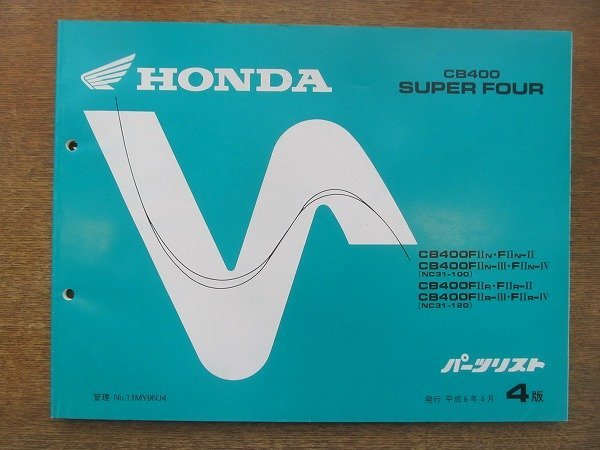 HONDA
CB400
SUPER FOUR
CB400FⅡN・FⅡN-Ⅱ
CB400FⅡN-Ⅲ・FⅡN-Ⅳ
[NC31-100]
CB400FⅡR・FⅡR-Ⅱ
CB400FⅡR-Ⅲ・FⅡR-Ⅳ
[NC31-120]
パーツリスト
管理 No.11MY9NJ4
発行 平成6年4月 4版